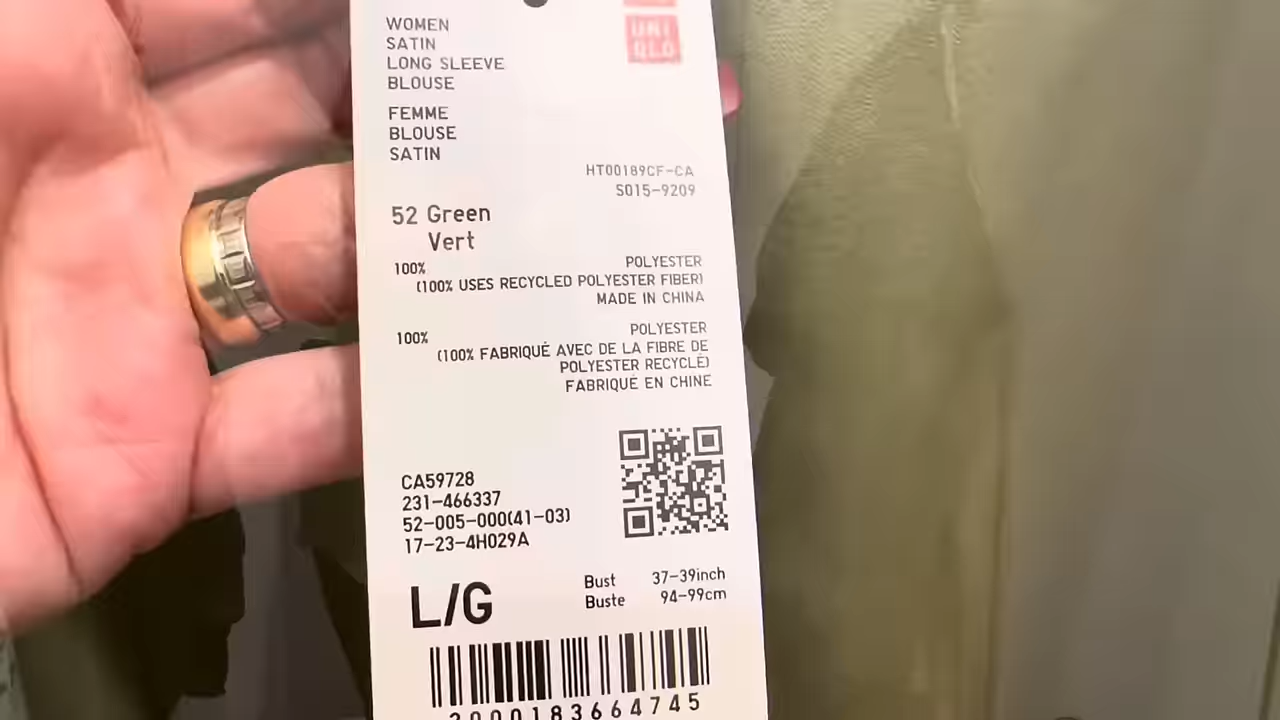 WOMEN
SATIN
LONG SLEEVE
BLOUSE
UNI
QLO
FEMME
BLOUSE
SATIN
HT00189CF-CA
S015-9209
52 Green
Vert
100% POLYESTER
(100% USES RECYCLED POLYESTER FIBER)
MADE IN CHINA
100% POLYESTER
(100% FABRIQUÉ AVEC DE LA FIBRE DE
POLYESTER RECYCLÉ)
FABRIQUÉ EN CHINE
CA59728
231-466337
52-005-000(41-03)
17-23-4H029A
L/G
Bust 37-39inch
Buste 94-99cm
2000183664745